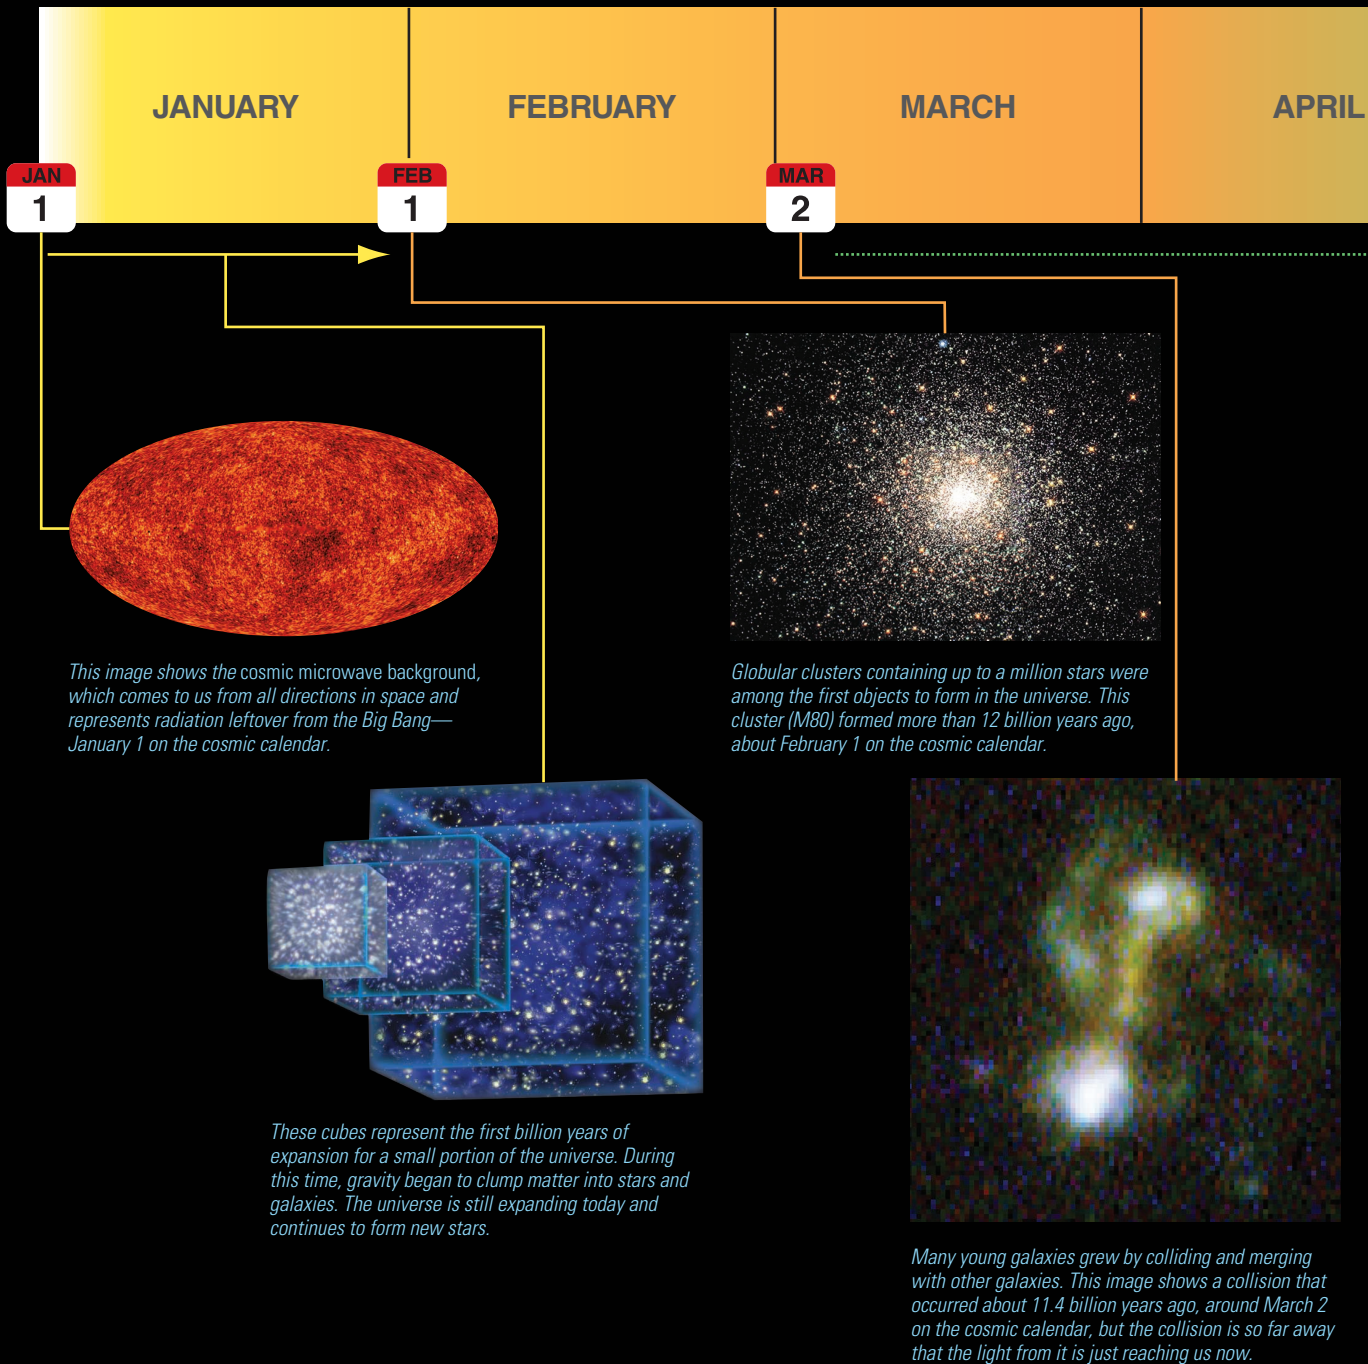 JANUARY
FEBRUARY
MARCH
APRIL
JAN
1
FEB
1
MAR
2
This image shows the cosmic microwave background,
which comes to us from all directions in space and
represents radiation leftover from the Big Bang—
January 1 on the cosmic calendar.
Globular clusters containing up to a million stars were
among the first objects to form in the universe. This
cluster (M80) formed more than 12 billion years ago,
about February 1 on the cosmic calendar.
These cubes represent the first billion years of
expansion for a small portion of the universe. During
this time, gravity began to clump matter into stars and
galaxies. The universe is still expanding today and
continues to form new stars.
Many young galaxies grew by colliding and merging
with other galaxies. This image shows a collision that
occurred about 11.4 billion years ago, around March 2
on the cosmic calendar, but the collision is so far away
that the light from it is just reaching us now.